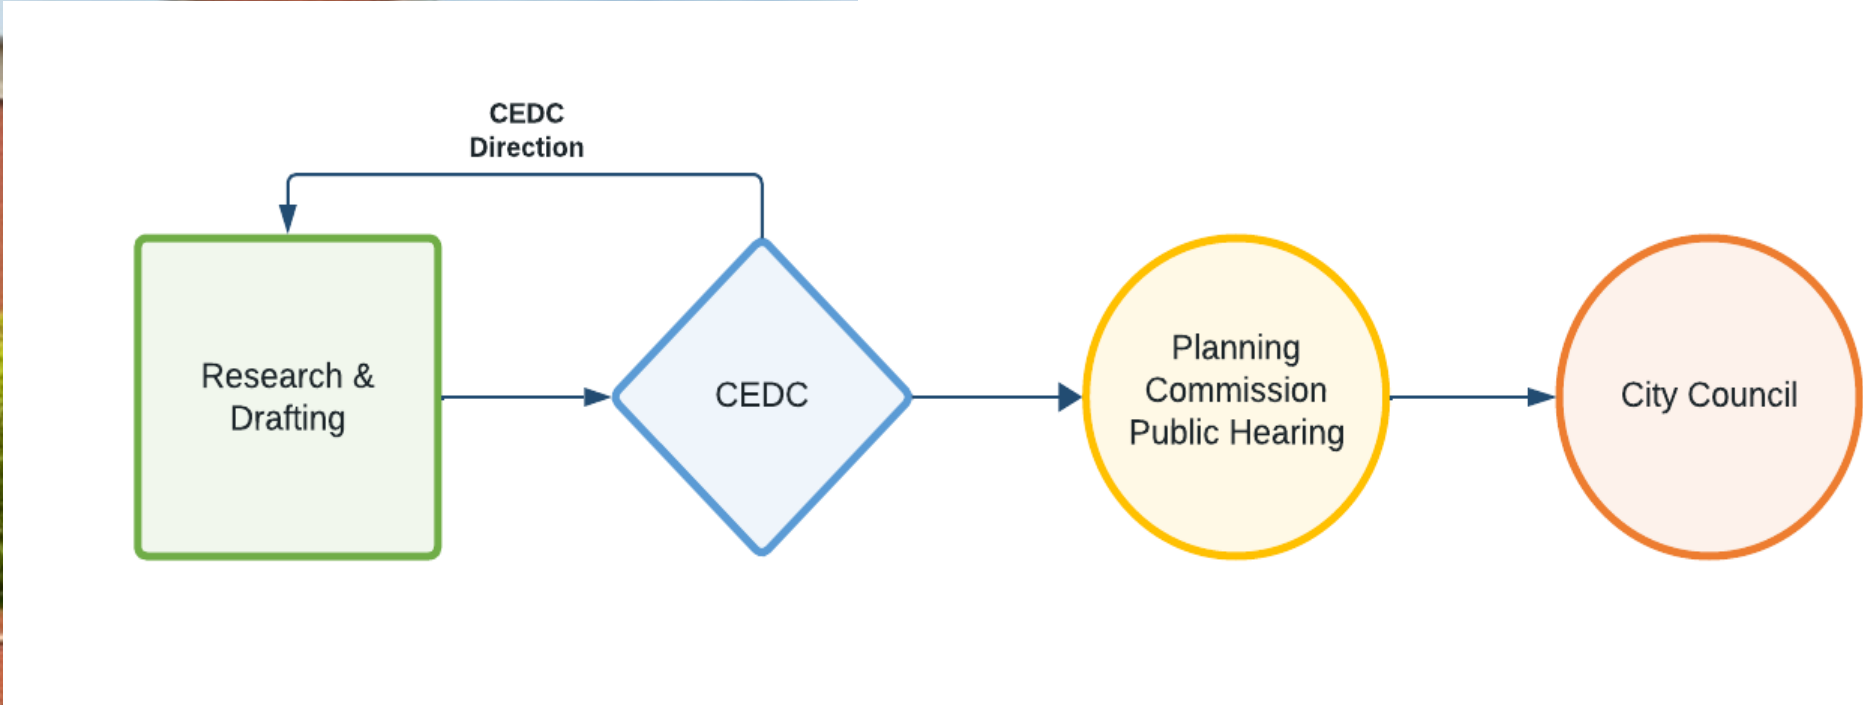 CEDC
Direction
Research &
Drafting
CEDC
Planning
Commission
Public Hearing
City Council